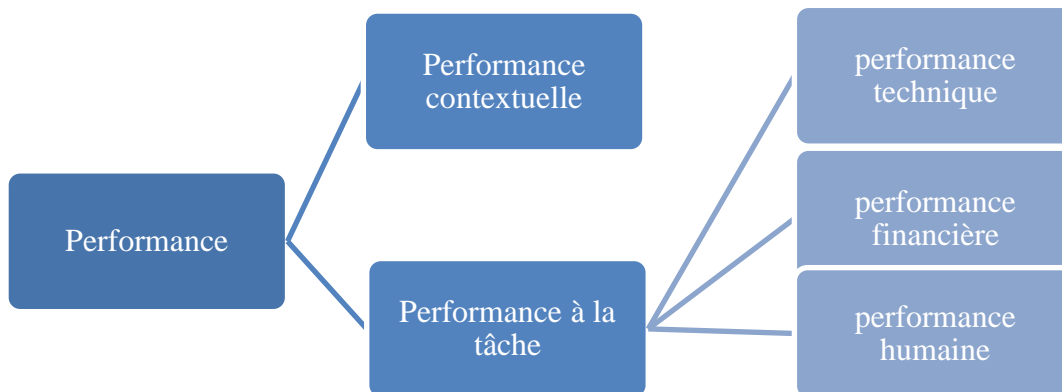 Performance
Performance
contextuelle
Performance à la
tâche
performance
technique
performance
financière
performance
humaine